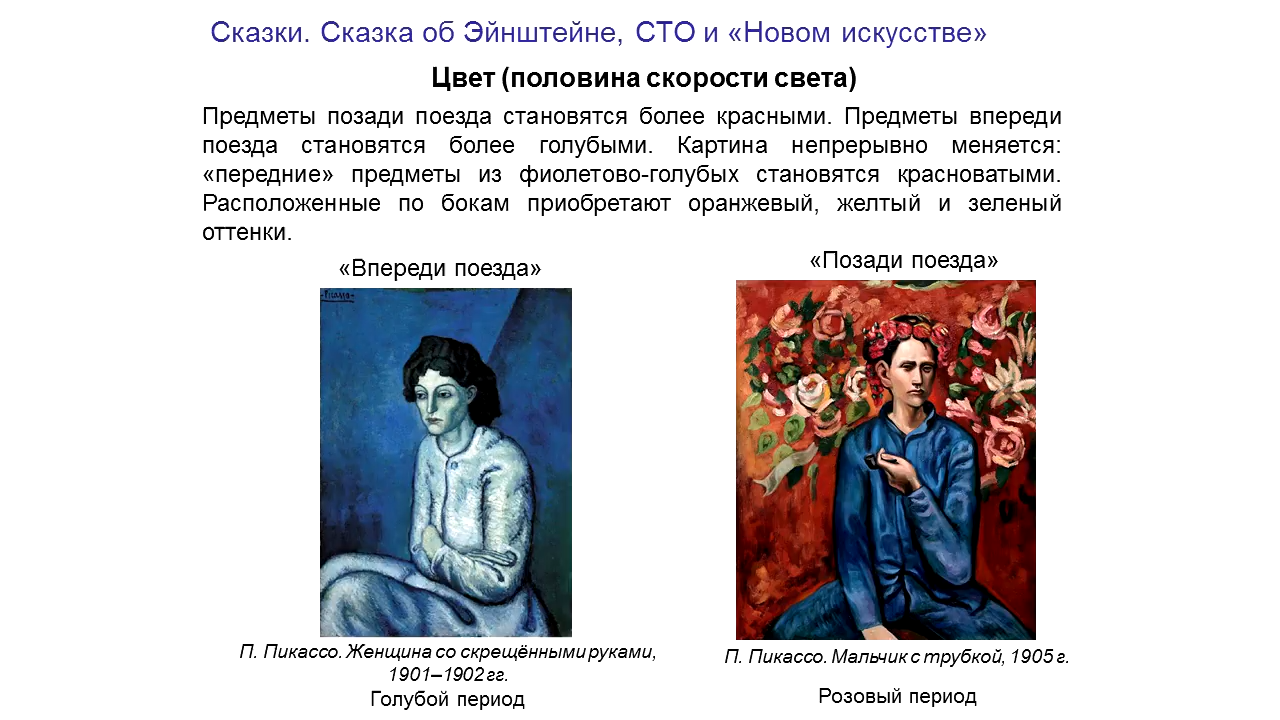 Сказки. Сказка об Эйнштейне, СТО и «Новом искусстве»
Цвет (половина скорости света)
Предметы позади поезда становятся более красными. Предметы впереди
поезда становятся более голубыми. Картина непрерывно меняется:
«передние» предметы из фиолетово-голубых становятся красноватыми.
Расположенные по бокам приобретают оранжевый, желтый и зеленый
оттенки.
«Впереди поезда»
«Позади поезда»
-Picasso-
П. Пикассо. Женщина со скрещёнными руками,
1901–1902 гг.
Голубой период
П. Пикассо. Мальчик с трубкой, 1905 г.
Розовый период